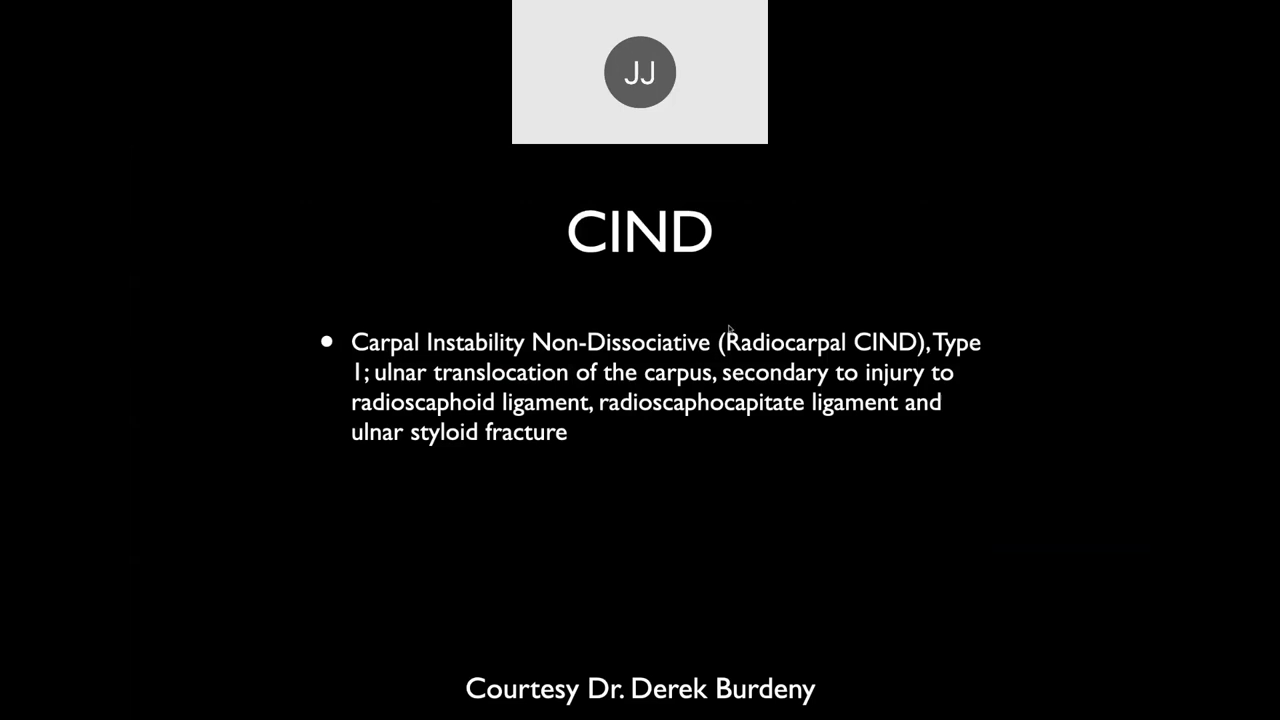 JJ
CIND
• Carpal Instability Non-Dissociative (Radiocarpal CIND), Type
1; ulnar translocation of the carpus, secondary to injury to
radioscaphoid ligament, radioscaphocapitate ligament and
ulnar styloid fracture
Courtesy Dr. Derek Burdeny